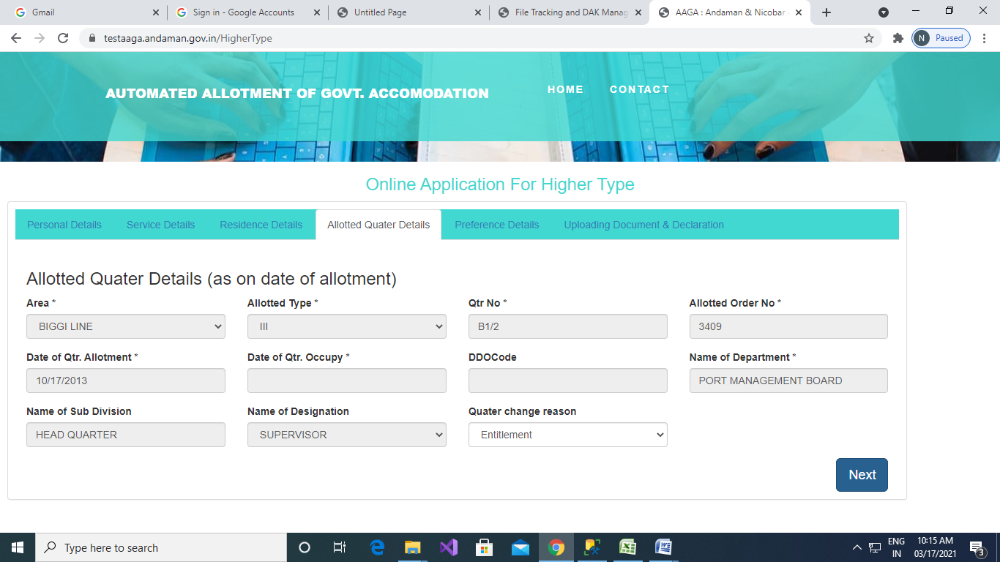 Gmail
Sign in - Google Accounts
Untitled Page
File Tracking and DAK Manag
AAGA : Andaman & Nicobar
testaaga.andaman.gov.in/HigherType
N Paused
AUTOMATED ALLOTMENT OF GOVT. ACCOMODATION
HOME CONTACT
Online Application For Higher Type
Personal Details Service Details Residence Details Allotted Quater Details Preference Details Uploading Document & Declaration
Allotted Quater Details (as on date of allotment)
Area * Allotted Type * Qtr No * Allotted Order No *
BIGGI LINE III B1/2 3409
Date of Qtr. Allotment * Date of Qtr. Occupy * DDOCode Name of Department *
10/17/2013 PORT MANAGEMENT BOARD
Name of Sub Division Name of Designation Quater change reason
HEAD QUARTER SUPERVISOR Entitlement
Next
Type here to search
ENG
IN
10:15 AM
03/17/2021
3